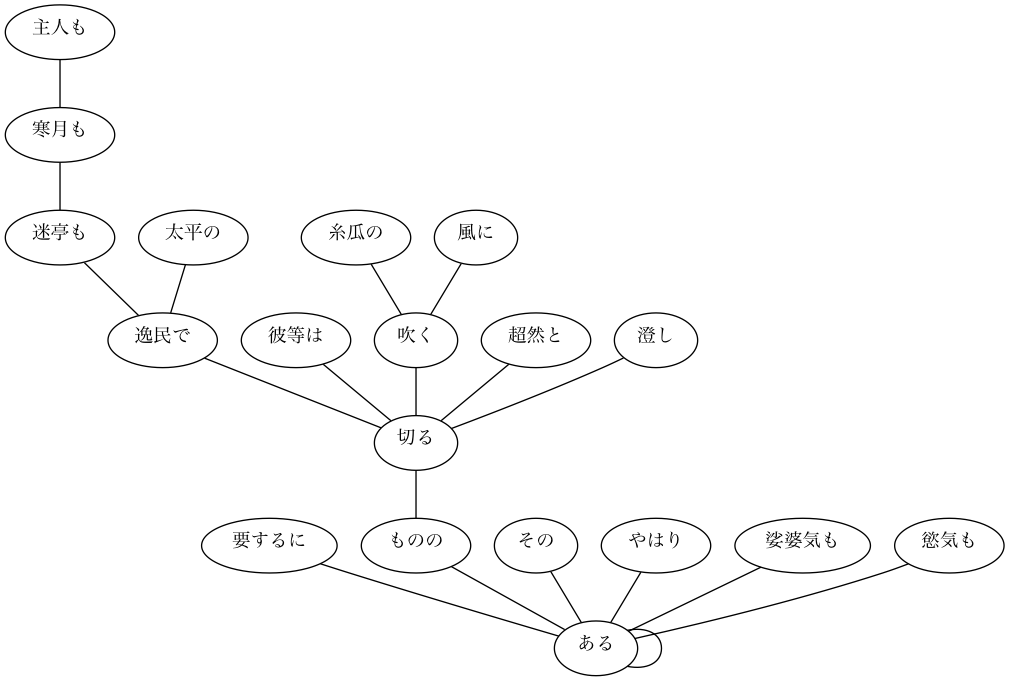 主人も
寒月も
迷亭も 太平の 糸瓜の 風に
逸民で 彼等は 吹く 超然と 澄し
切る
要するに ものの その やはり 娑婆気も 慾気も
ある